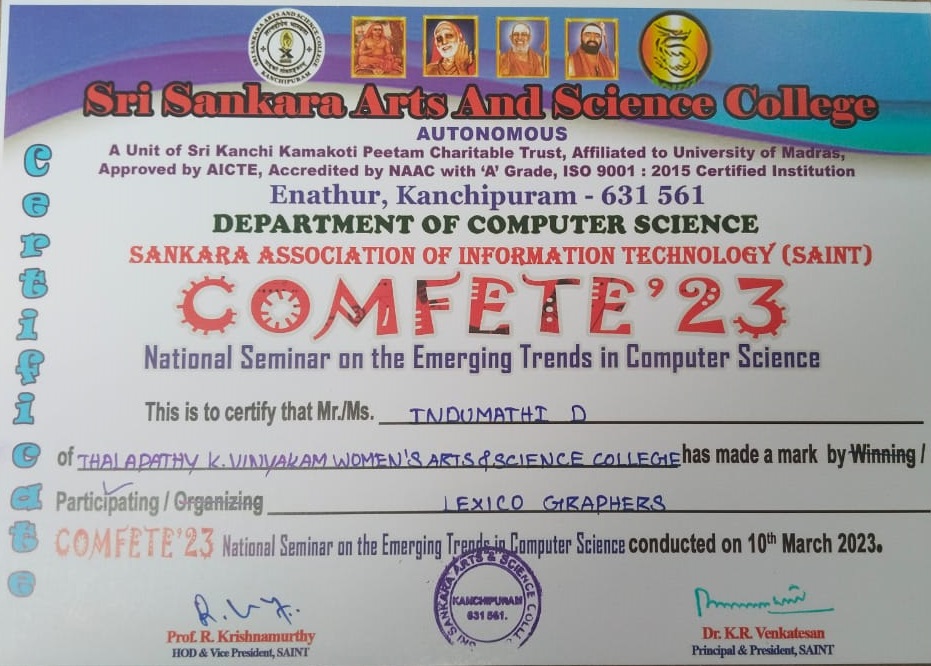 SRI SANKARA ARTS AND SCIENCE COLLEGE
KANCHIPURAM
Sri Sankara Arts And Science College
AUTONOMOUS
A Unit of Sri Kanchi Kamakoti Peetam Charitable Trust, Affiliated to University of Madras,
Approved by AICTE, Accredited by NAAC with 'A' Grade, ISO 9001 : 2015 Certified Institution
Enathur, Kanchipuram - 631 561
DEPARTMENT OF COMPUTER SCIENCE
SANKARA ASSOCIATION OF INFORMATION TECHNOLOGY (SAINT)
COMFETE'23
National Seminar on the Emerging Trends in Computer Science
Certificate
This is to certify that Mr./Ms. INDUMATHI D
of THALAPATHY K.VINYAKAM WOMEN'S ARTS & SCIENCE COLLEGE has made a mark by Winning /
Participating / Organizing LEXICO GRAPHERS
COMFETE'23 National Seminar on the Emerging Trends in Computer Science conducted on 10th March 2023.
SRI SANKARA ARTS & SCIENCE COLLE
KANCHIPURAM
631 561.
Prof. R. Krishnamurthy
HOD & Vice President, SAINT
Dr. K.R. Venkatesan
Principal & President, SAINT